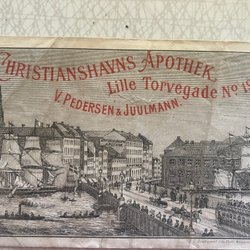 CHRISTIANSHAVNS APOTHEK
Lille Torvegade No
V. PEDERSEN & JUULMANN.